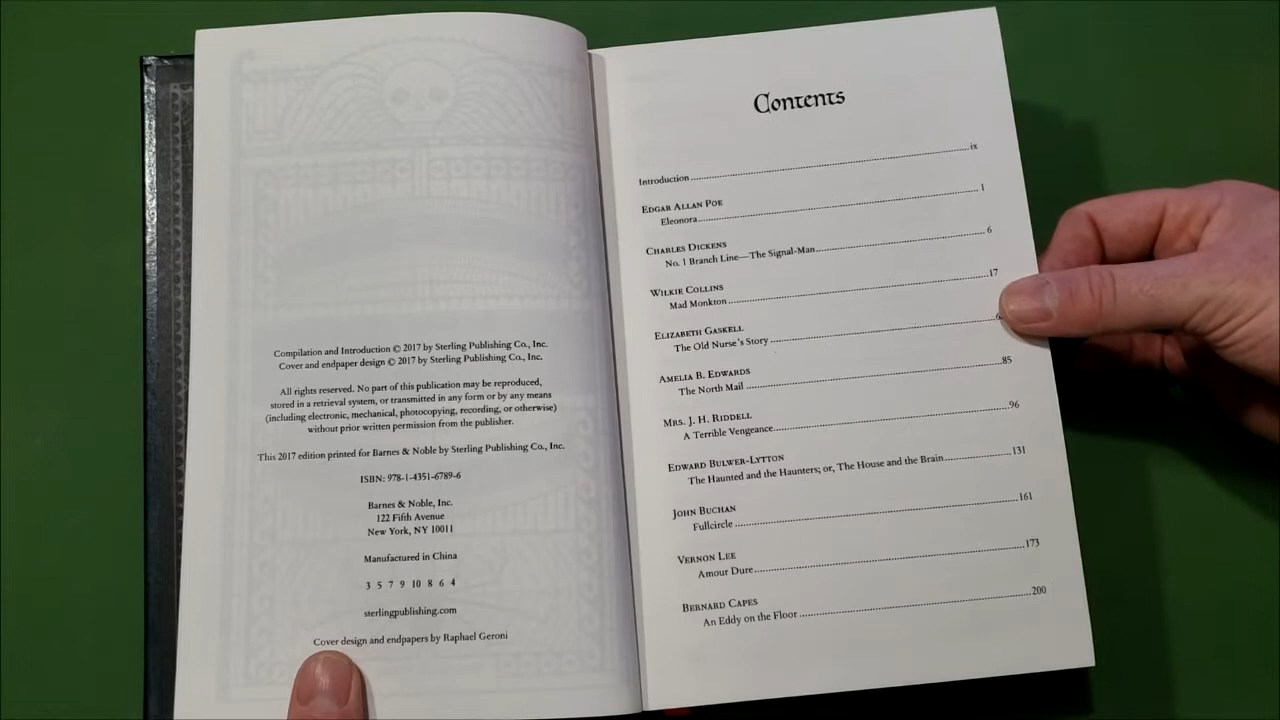 Compilation and Introduction © 2017 by Sterling Publishing Co., Inc.
Cover and endpaper design © 2017 by Sterling Publishing Co., Inc.
All rights reserved. No part of this publication may be reproduced,
stored in a retrieval system, or transmitted in any form or by any means
(including electronic, mechanical, photocopying, recording, or otherwise)
without prior written permission from the publisher.
This 2017 edition printed for Barnes & Noble by Sterling Publishing Co., Inc.
ISBN: 978-1-4351-6789-6
Barnes & Noble, Inc.
122 Fifth Avenue
New York, NY 10011
Manufactured in China
3 5 7 9 10 8 6 4
sterlingpublishing.com
Cover design and endpapers by Raphael Geroni
Contents
Introduction ix
EDGAR ALLAN POE
Eleonora 1
CHARLES DICKENS
No. 1 Branch Line—The Signal-Man 6
WILKIE COLLINS
Mad Monkton 17
ELIZABETH GASKELL
The Old Nurse's Story
AMELIA B. EDWARDS
The North Mail 85
MRS. J. H. RIDDELL
A Terrible Vengeance 96
EDWARD BULWER-LYTTON
The Haunted and the Haunters; or, The House and the Brain 131
JOHN BUCHAN
Fullcircle 161
VERNON LEE
Amour Dure 173
BERNARD CAPES
An Eddy on the Floor 200